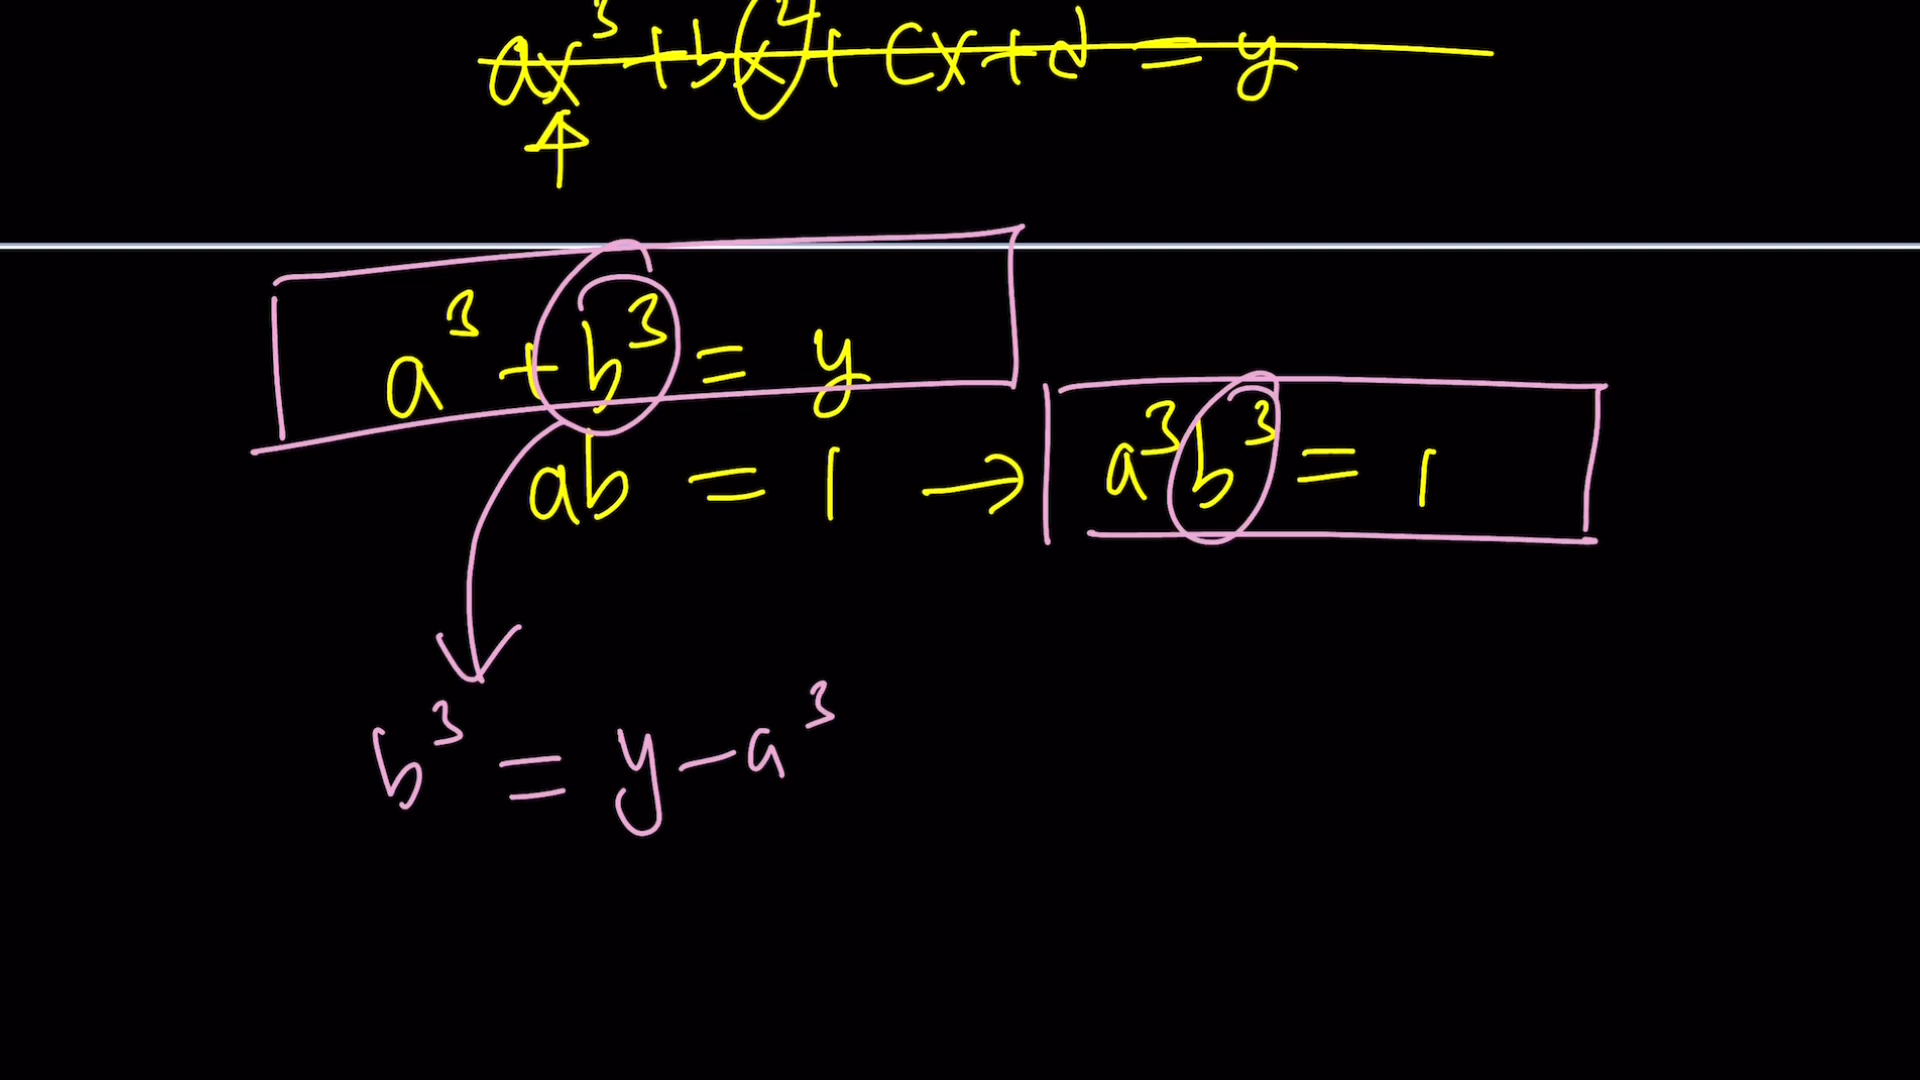 ax³ + bx² + cx + d = y
a³ + b³ = y
ab = 1 → a³b³ = 1
b³ = y - a³